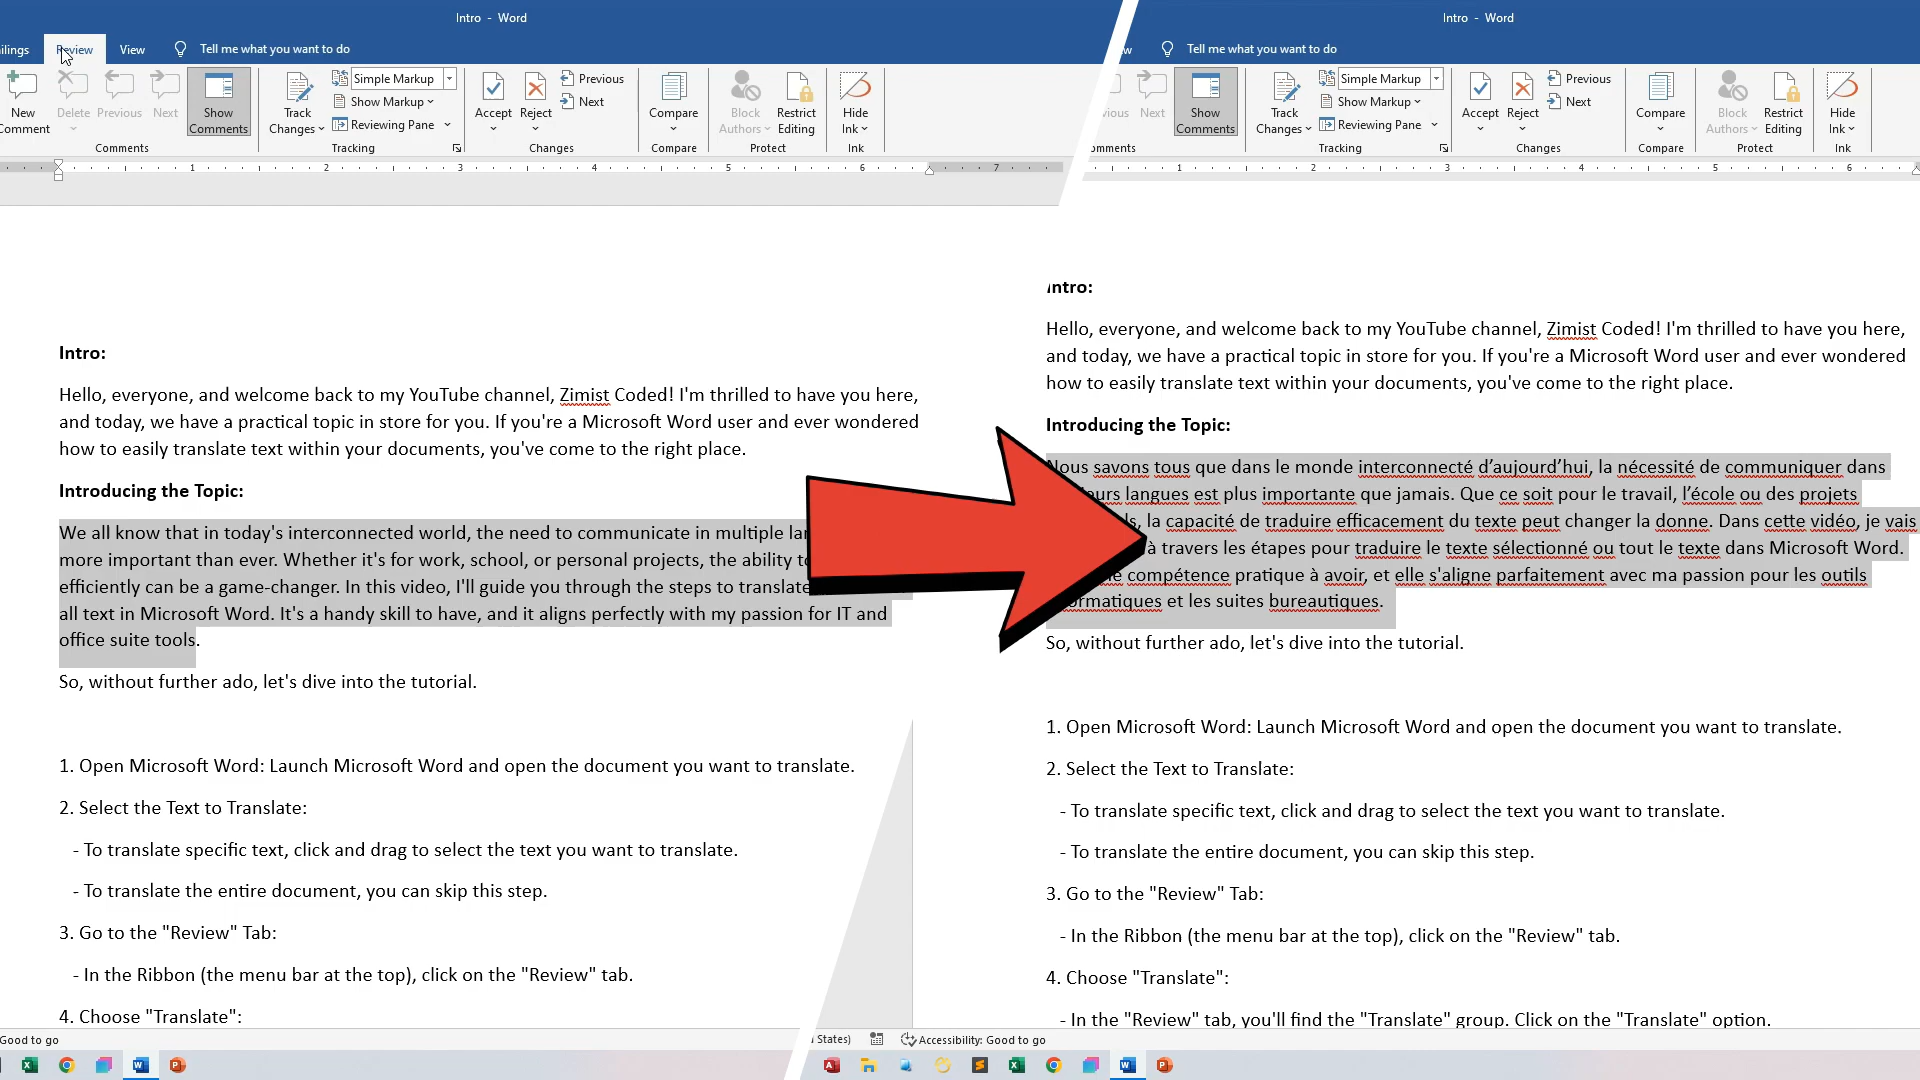 Intro - Word
ilings Review View Tell me what you want to do
New Comment
Delete
Previous
Next
Show Comments
Comments
Track Changes
Simple Markup
Show Markup
Reviewing Pane
Tracking
Accept
Reject
Previous
Next
Changes
Compare
Compare
Block Authors
Restrict Editing
Protect
Hide Ink
Ink
1 2 3 4 5 6 7
Intro:
Hello, everyone, and welcome back to my YouTube channel, Zimist Coded! I'm thrilled to have you here,
and today, we have a practical topic in store for you. If you're a Microsoft Word user and ever wondered
how to easily translate text within your documents, you've come to the right place.
Introducing the Topic:
We all know that in today's interconnected world, the need to communicate in multiple
more important than ever. Whether it's for work, school, or personal projects, the ability
efficiently can be a game-changer. In this video, I'll guide you through the steps to translate
all text in Microsoft Word. It's a handy skill to have, and it aligns perfectly with my passion for IT and
office suite tools.
So, without further ado, let's dive into the tutorial.
1. Open Microsoft Word: Launch Microsoft Word and open the document you want to translate.
2. Select the Text to Translate:
- To translate specific text, click and drag to select the text you want to translate.
- To translate the entire document, you can skip this step.
3. Go to the "Review" Tab:
- In the Ribbon (the menu bar at the top), click on the "Review" tab.
4. Choose "Translate":
Good to go
Intro - Word
Tell me what you want to do
Next
Show Comments
Track Changes
Simple Markup
Show Markup
Reviewing Pane
Tracking
Accept
Reject
Previous
Next
Changes
Compare
Compare
Block Authors
Restrict Editing
Protect
Hide Ink
Ink
1 2 3 4 5 6
Intro:
Hello, everyone, and welcome back to my YouTube channel, Zimist Coded! I'm thrilled to have you here,
and today, we have a practical topic in store for you. If you're a Microsoft Word user and ever wondered
how to easily translate text within your documents, you've come to the right place.
Introducing the Topic:
Nous savons tous que dans le monde interconnecté d’aujourd’hui, la nécessité de communiquer dans
langues est plus importante que jamais. Que ce soit pour le travail, l’école ou des projets
la capacité de traduire efficacement du texte peut changer la donne. Dans cette vidéo, je vais
à travers les étapes pour traduire le texte sélectionné ou tout le texte dans Microsoft Word.
compétence pratique à avoir, et elle s'aligne parfaitement avec ma passion pour les outils
et les suites bureautiques.
So, without further ado, let's dive into the tutorial.
1. Open Microsoft Word: Launch Microsoft Word and open the document you want to translate.
2. Select the Text to Translate:
- To translate specific text, click and drag to select the text you want to translate.
- To translate the entire document, you can skip this step.
3. Go to the "Review" Tab:
- In the Ribbon (the menu bar at the top), click on the "Review" tab.
4. Choose "Translate":
- In the "Review" tab, you'll find the "Translate" group. Click on the "Translate" option.
States) Accessibility: Good to go